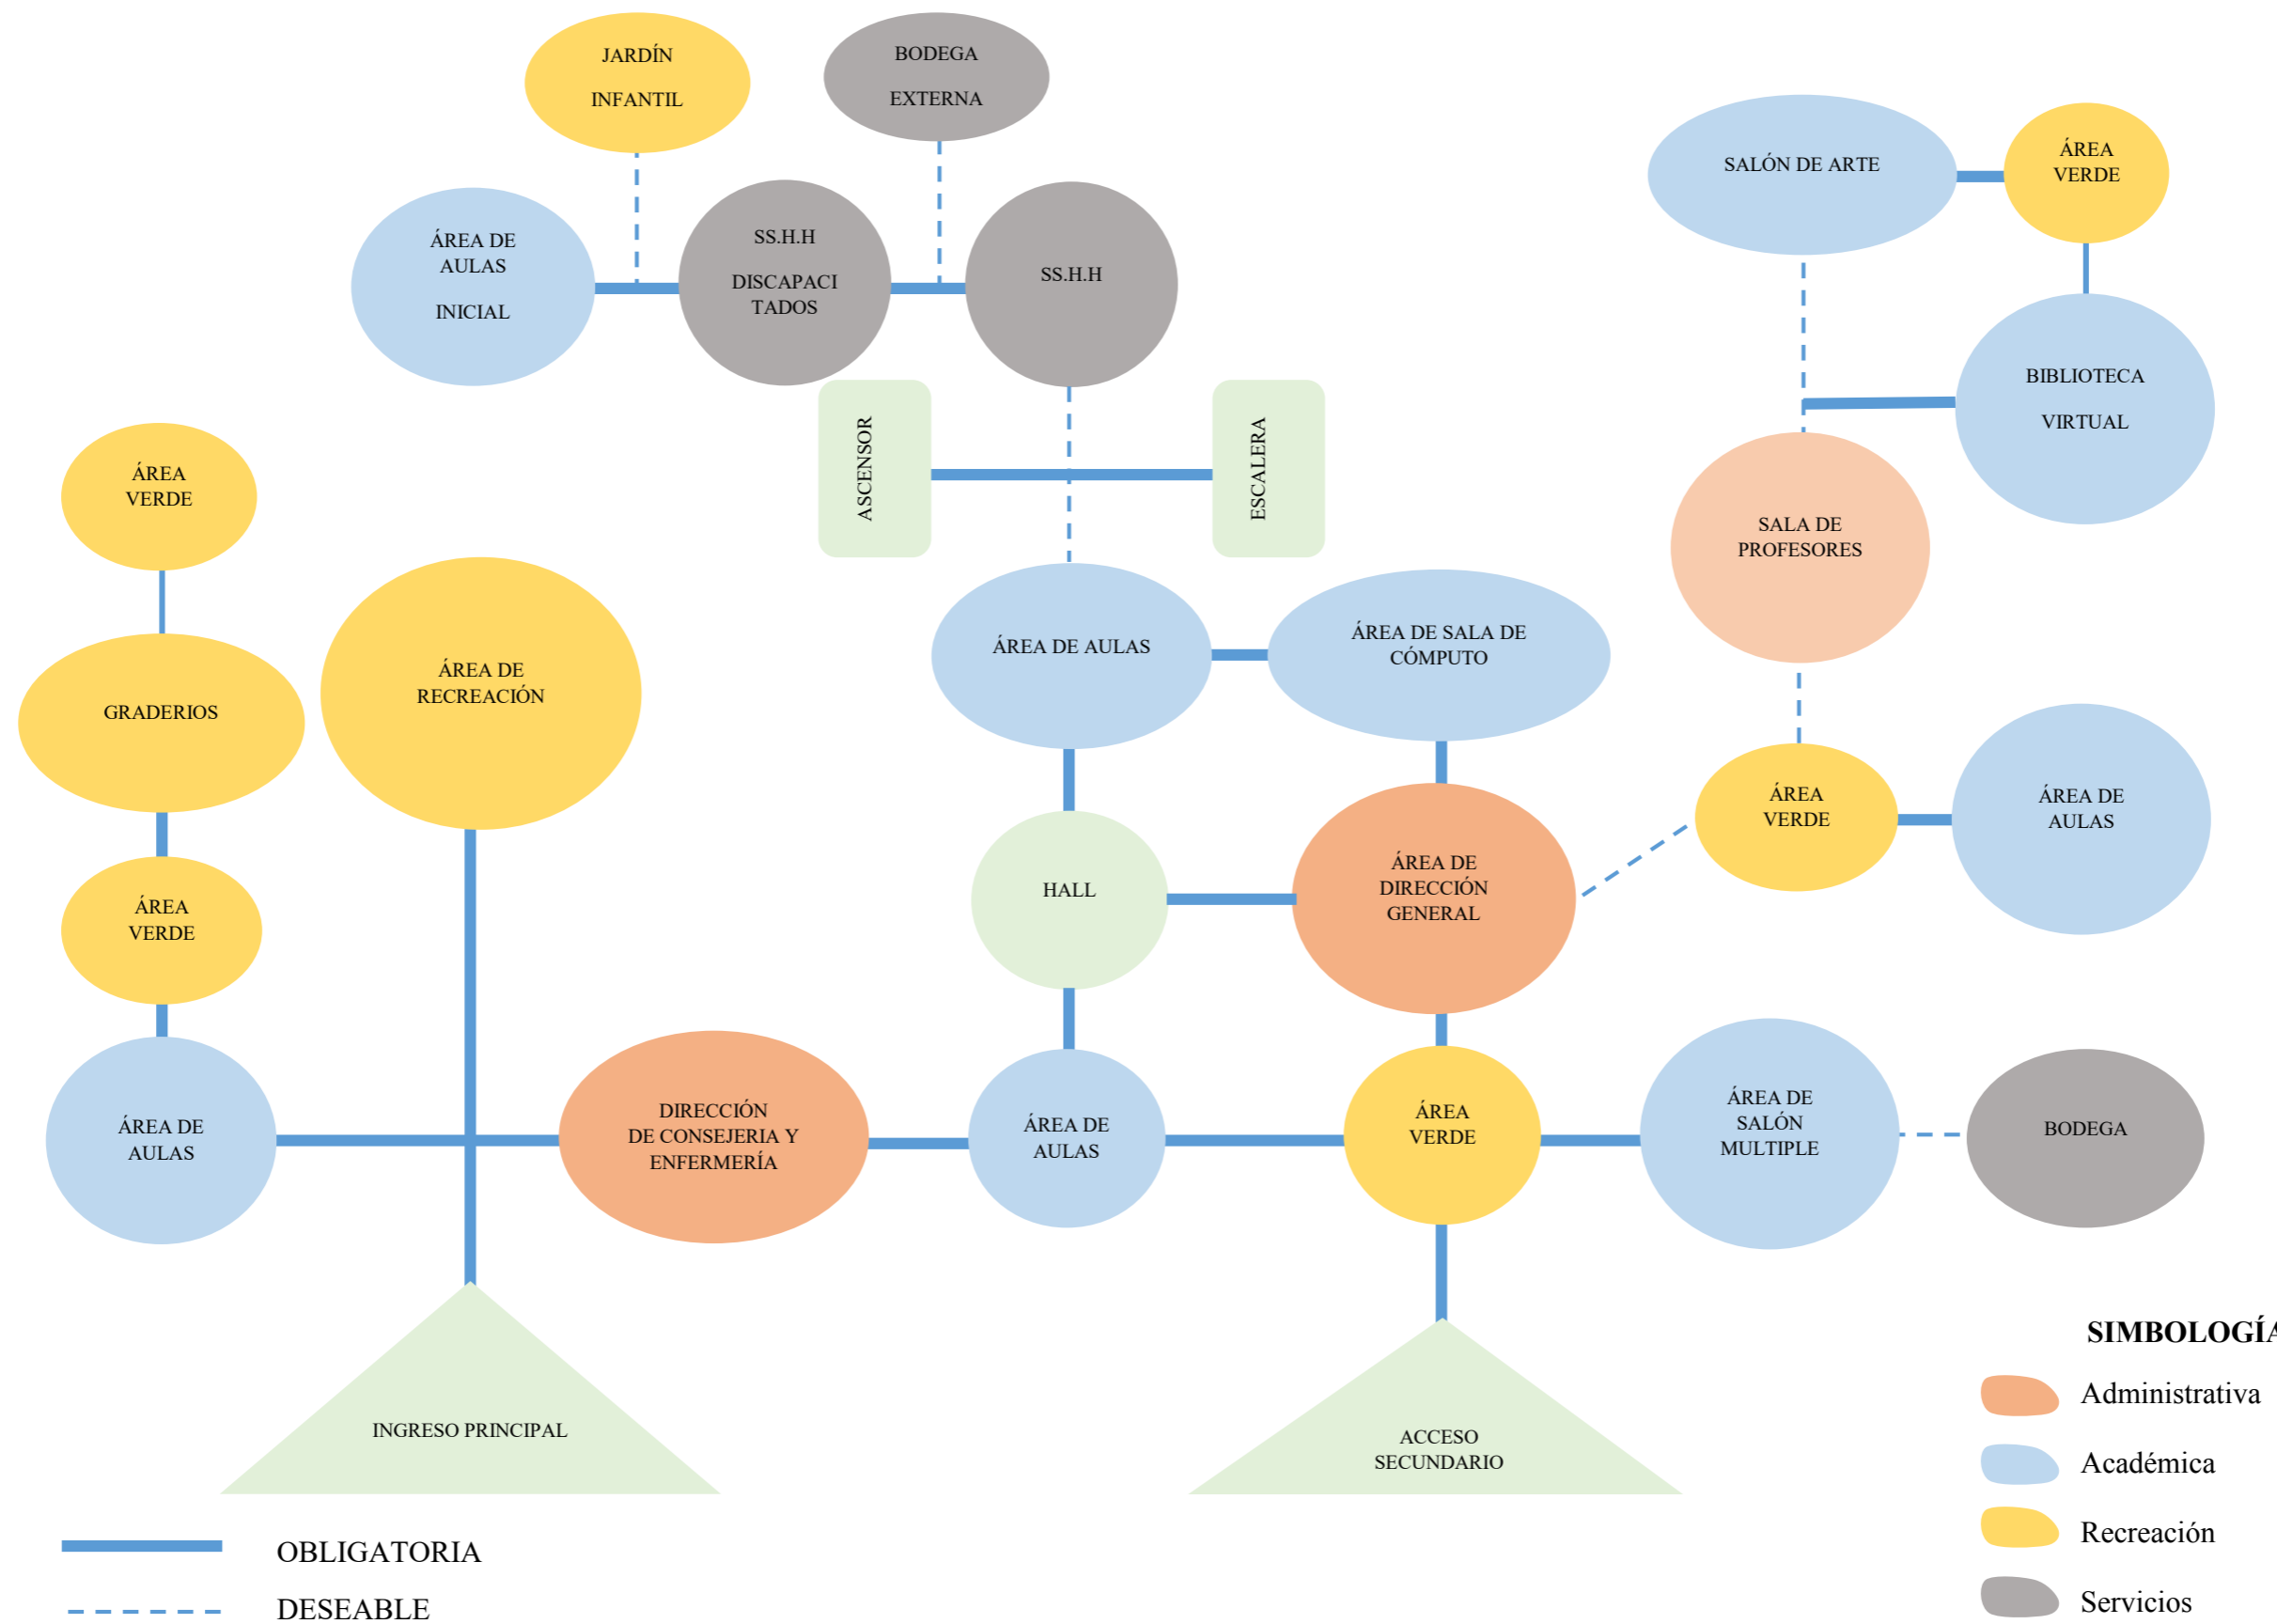 JARDÍN
INFANTIL
BODEGA
EXTERNA
SALÓN DE ARTE
ÁREA
VERDE
ÁREA DE
AULAS
INICIAL
SS.H.H
DISCAPACI
TADOS
SS.H.H
BIBLIOTECA
VIRTUAL
ASCENSOR
ESCALERA
ÁREA
VERDE
SALA DE
PROFESORES
GRADERIOS
ÁREA DE
RECREACIÓN
ÁREA DE AULAS
ÁREA DE SALA DE
CÓMPUTO
ÁREA
VERDE
ÁREA DE
AULAS
ÁREA
VERDE
HALL
ÁREA DE
DIRECCIÓN
GENERAL
ÁREA DE
AULAS
DIRECCIÓN
DE CONSEJERIA Y
ENFERMERÍA
ÁREA DE
AULAS
ÁREA
VERDE
ÁREA DE
SALÓN
MULTIPLE
BODEGA
INGRESO PRINCIPAL
ACCESO
SECUNDARIO
SIMBOLOGÍA
Administrativa
Académica
Recreación
Servicios
OBLIGATORIA
DESEABLE